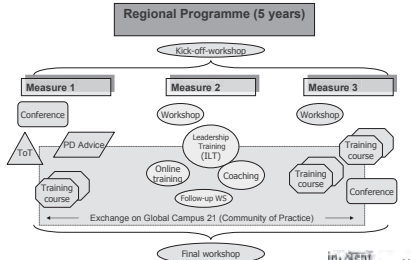 Regional Programme (5 years)
Kick-off-workshop
Measure 1
Measure 2
Measure 3
Conference
Workshop
Workshop
ToT
PD Advice
Leadership
Training
(ILT)
Training
course
Online
training
Coaching
Training
course
Training
course
Follow-up WS
Conference
Exchange on Global Campus 21 (Community of Practice)
Final workshop